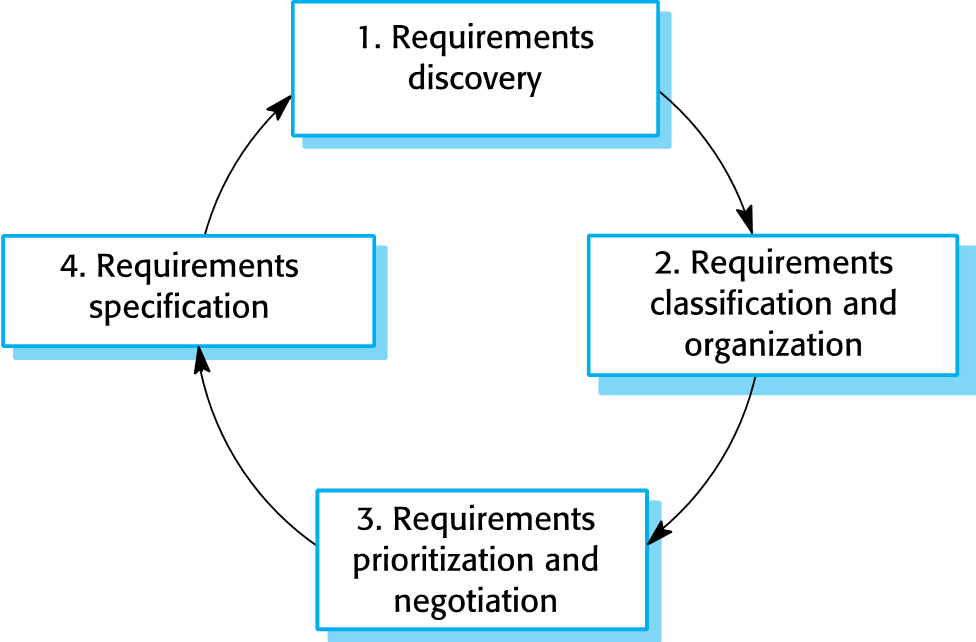 1. Requirements
discovery
2. Requirements
classification and
organization
3. Requirements
prioritization and
negotiation
4. Requirements
specification